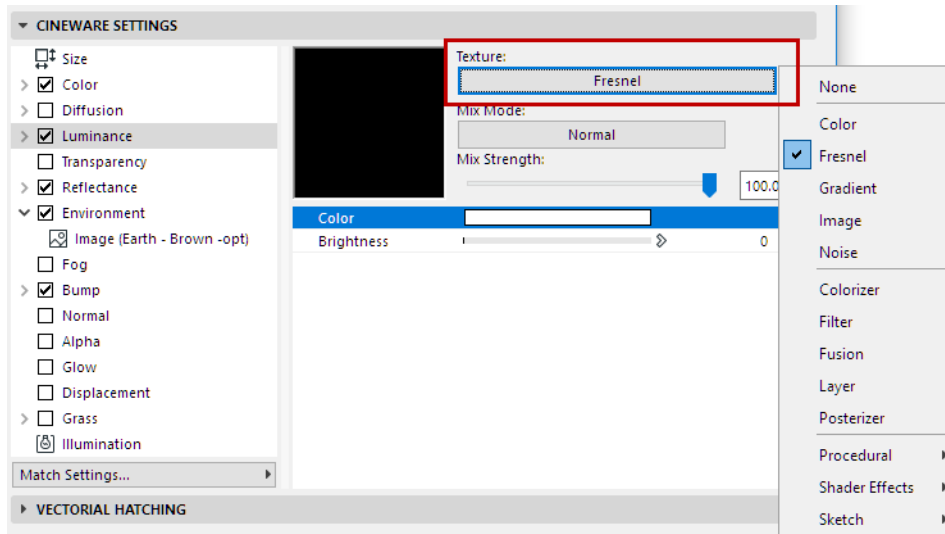 CINEWARE SETTINGS
Size
Color
Diffusion
Luminance
Transparency
Reflectance
Environment
Image (Earth - Brown -opt)
Fog
Bump
Normal
Alpha
Glow
Displacement
Grass
Illumination
Match Settings...
VECTORIAL HATCHING
Texture:
Fresnel
Mix Mode:
Normal
Mix Strength:
100.0
Color
Brightness 0
None
Color
Fresnel
Gradient
Image
Noise
Colorizer
Filter
Fusion
Layer
Posterizer
Procedural
Shader Effects
Sketch